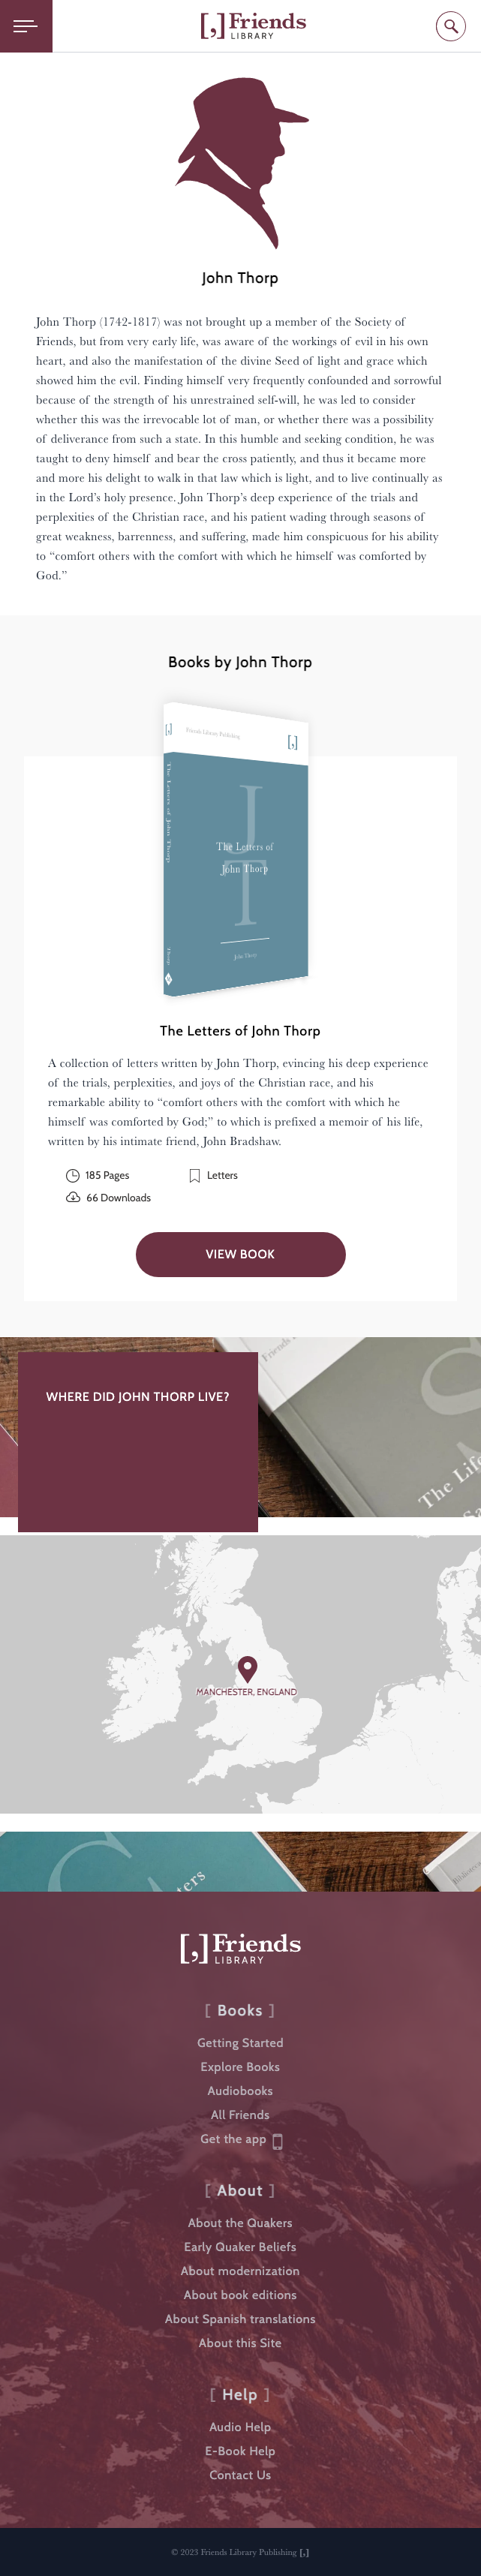 [,] Friends
LIBRARY
John Thorp
John Thorp (1742-1817) was not brought up a member of the Society of
Friends, but from very early life, was aware of the workings of evil in his own
heart, and also the manifestation of the divine Seed of light and grace which
showed him the evil. Finding himself very frequently confounded and sorrowful
because of the strength of his unrestrained self-will, he was led to consider
whether this was the irrevocable lot of man, or whether there was a possibility
of deliverance from such a state. In this humble and seeking condition, he was
taught to deny himself and bear the cross patiently, and thus it became more
and more his delight to walk in that law which is light, and to live continually as
in the Lord’s holy presence. John Thorp’s deep experience of the trials and
perplexities of the Christian race, and his patient wading through seasons of
great weakness, barrenness, and suffering, made him conspicuous for his ability
to “comfort others with the comfort with which he himself was comforted by
God.”
Books by John Thorp
[,]
Friends Library Publishing
[,]
The Letters of John Thorp
Thorp
JT
The Letters of
John Thorp
John Thorp
The Letters of John Thorp
A collection of letters written by John Thorp, evincing his deep experience
of the trials, perplexities, and joys of the Christian race, and his
remarkable ability to “comfort others with the comfort with which he
himself was comforted by God;” to which is prefixed a memoir of his life,
written by his intimate friend, John Bradshaw.
185 Pages
Letters
66 Downloads
VIEW BOOK
WHERE DID JOHN THORP LIVE?
Friends
S
The Life
MANCHESTER, ENGLAND
[,] Friends
LIBRARY
[ Books ]
Getting Started
Explore Books
Audiobooks
All Friends
Get the app
[ About ]
About the Quakers
Early Quaker Beliefs
About modernization
About book editions
About Spanish translations
About this Site
[ Help ]
Audio Help
E-Book Help
Contact Us
© 2023 Friends Library Publishing [,]